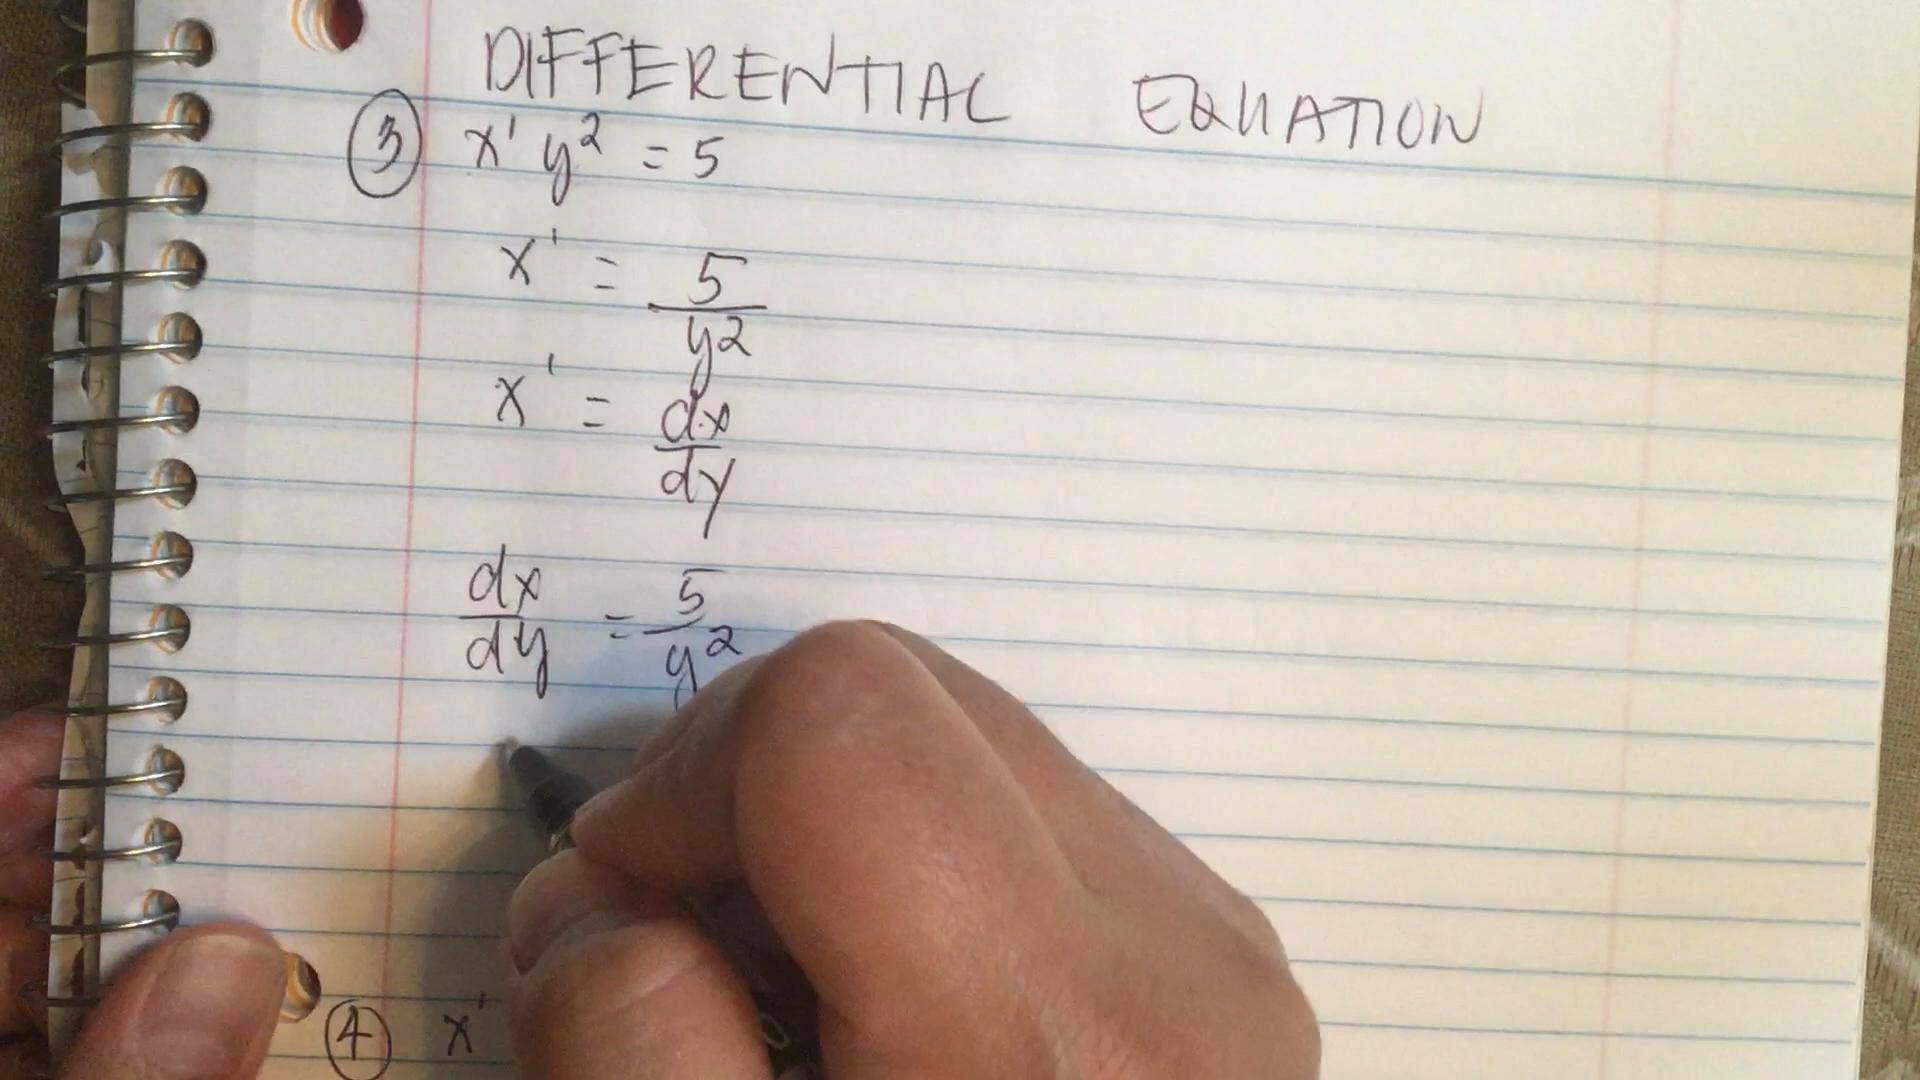 DIFFERENTIAL EQUATION
③ x' y² = 5
x' = 5/y²
x' = dx/dy
dx/dy = 5/y²
④ x'